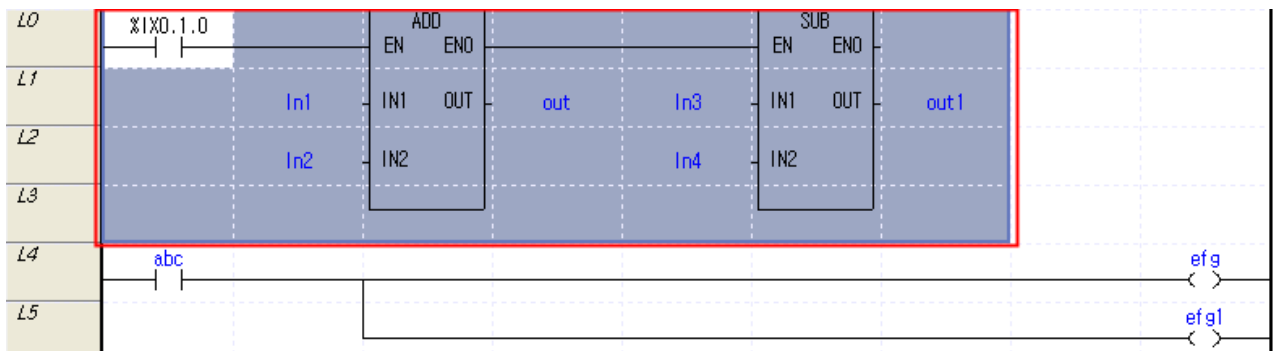 L0 %IX0.1.0 ADD SUB
EN ENO EN ENO
L1 In1 IN1 OUT out In3 IN1 OUT out1
L2 In2 IN2 In4 IN2
L3
L4 abc efg
L5 efg1